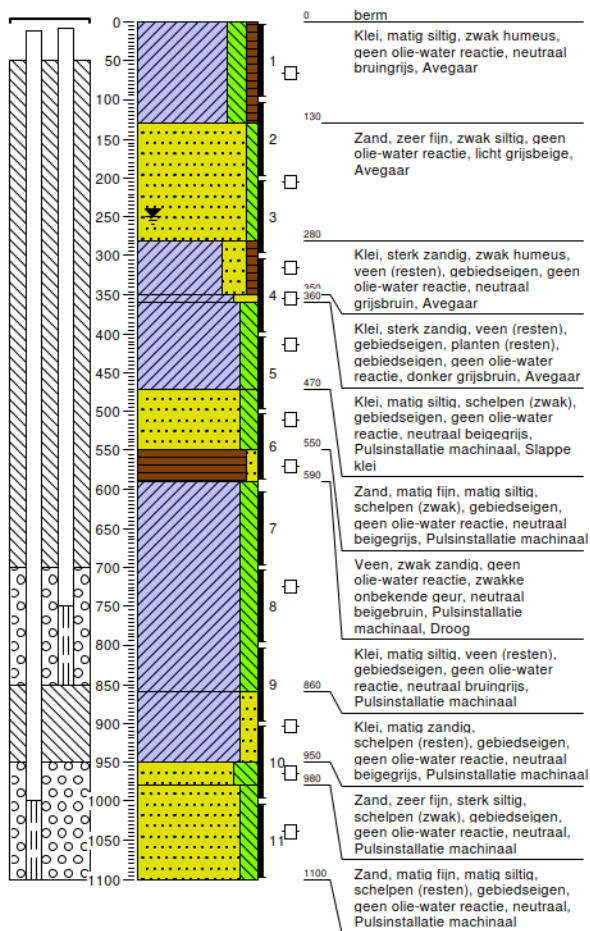 0
50
100
150
200
250
300
350
400
450
500
550
600
650
700
750
800
850
900
950
1000
1050
1100
1
2
3
4
5
6
7
8
9
10
11
0
130
280
350
360
470
550
590
860
950
980
1100
berm
Klei, matig siltig, zwak humeus,
geen olie-water reactie, neutraal
bruingrijs, Avegaar
Zand, zeer fijn, zwak siltig, geen
olie-water reactie, licht grijsbeige,
Avegaar
Klei, sterk zandig, zwak humeus,
veen (resten), gebiedseigen, geen
olie-water reactie, neutraal
grijsbruin, Avegaar
Klei, sterk zandig, veen (resten),
gebiedseigen, planten (resten),
gebiedseigen, geen olie-water
reactie, donker grijsbruin, Avegaar
Klei, matig siltig, schelpen (zwak),
gebiedseigen, geen olie-water
reactie, neutraal beigegrijs,
Pulsinstallatie machinaal, Slappe
klei
Zand, matig fijn, matig siltig,
schelpen (zwak), gebiedseigen,
geen olie-water reactie, neutraal
beigegrijs, Pulsinstallatie machinaal
Veen, zwak zandig, geen
olie-water reactie, zwakke
onbekende geur, neutraal
beigebruin, Pulsinstallatie
machinaal, Droog
Klei, matig siltig, veen (resten),
gebiedseigen, geen olie-water
reactie, neutraal bruingrijs,
Pulsinstallatie machinaal
Klei, matig zandig,
schelpen (resten), gebiedseigen,
geen olie-water reactie, neutraal
beigegrijs, Pulsinstallatie machinaal
Zand, zeer fijn, sterk siltig,
schelpen (zwak), gebiedseigen,
geen olie-water reactie, neutraal,
Pulsinstallatie machinaal
Zand, matig fijn, matig siltig,
schelpen (resten), gebiedseigen,
geen olie-water reactie, neutraal,
Pulsinstallatie machinaal